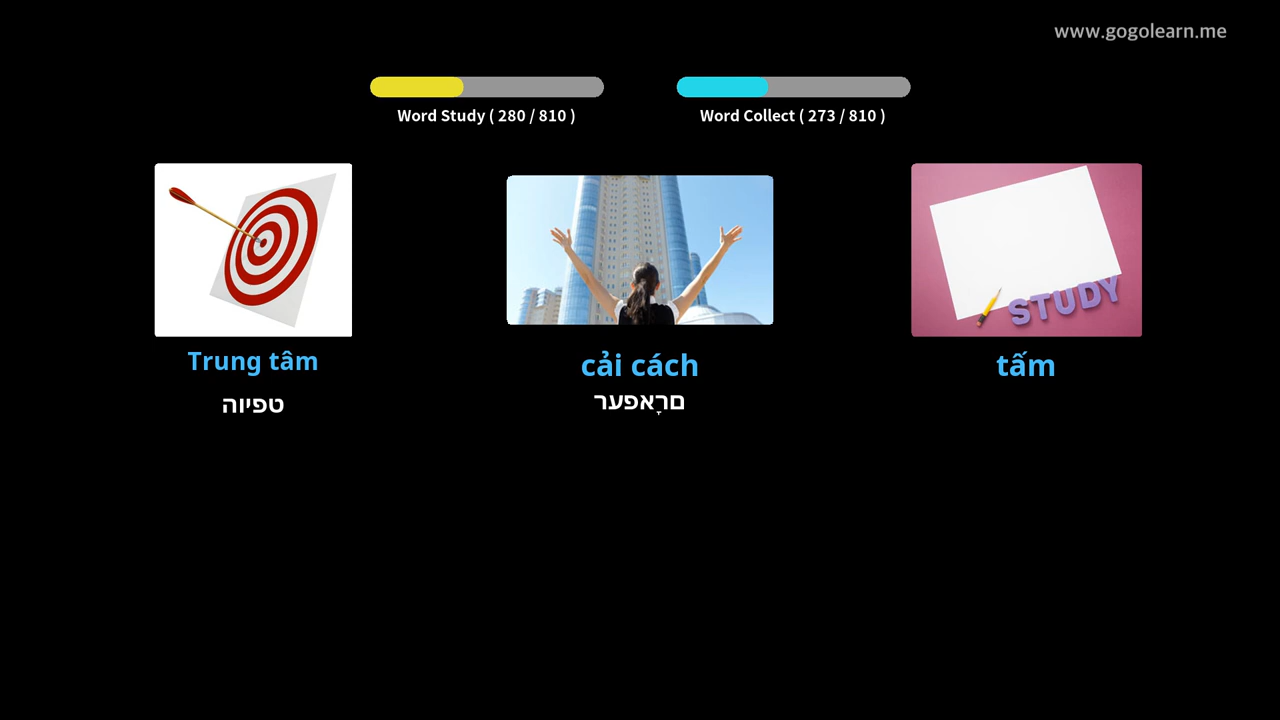 www.gogolearn.me
Word Study ( 280 / 810 )
Word Collect ( 273 / 810 )
STUDY
Trung tâm
cải cách
tấm
טפיוה
םרָאפער